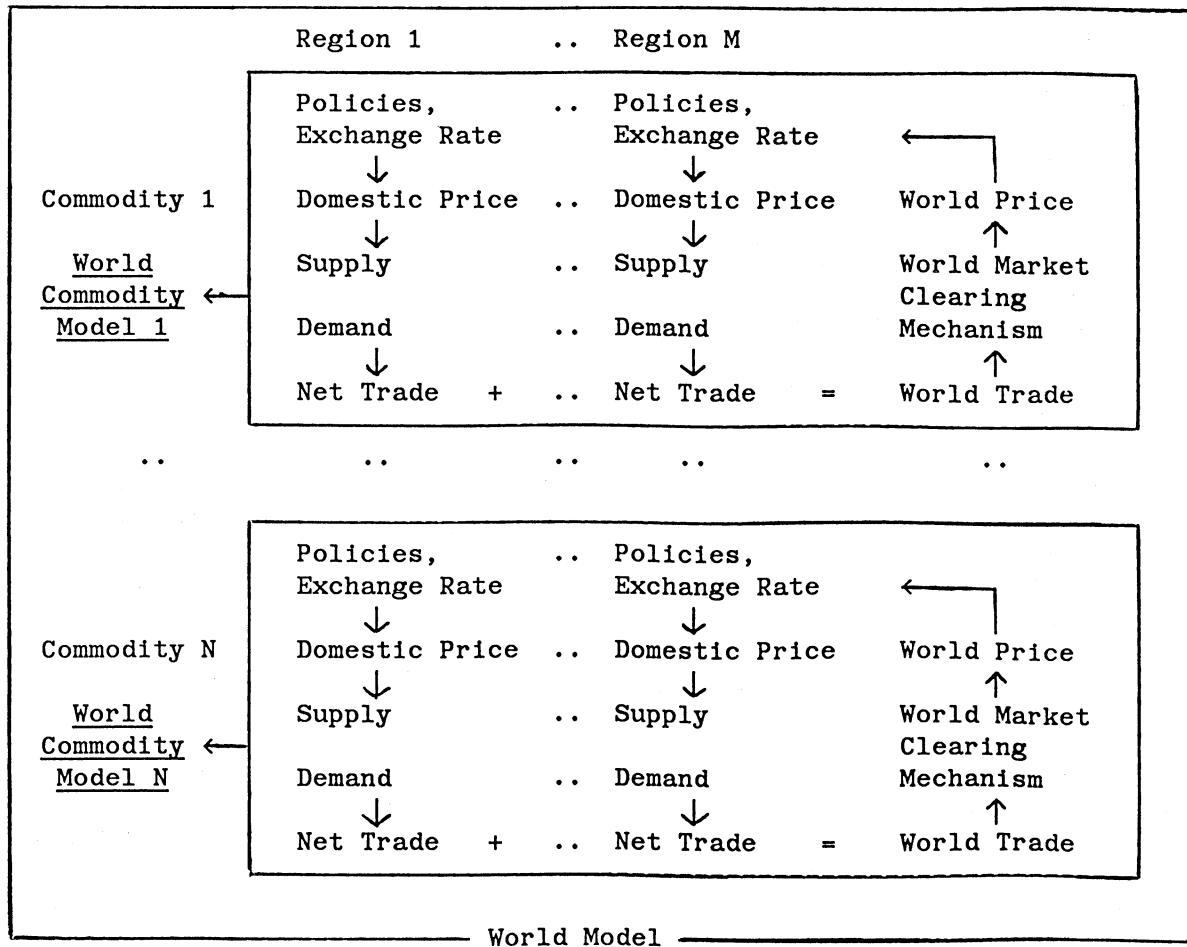 Region 1 .. Region M
Policies, .. Policies,
Exchange Rate Exchange Rate
Commodity 1 Domestic Price .. Domestic Price World Price
World Supply .. Supply World Market
Commodity Clearing
Model 1 Demand .. Demand Mechanism
Net Trade + .. Net Trade = World Trade
.. .. .. .. ..
Policies, .. Policies,
Exchange Rate Exchange Rate
Commodity N Domestic Price .. Domestic Price World Price
World Supply .. Supply World Market
Commodity Clearing
Model N Demand .. Demand Mechanism
Net Trade + .. Net Trade = World Trade
World Model